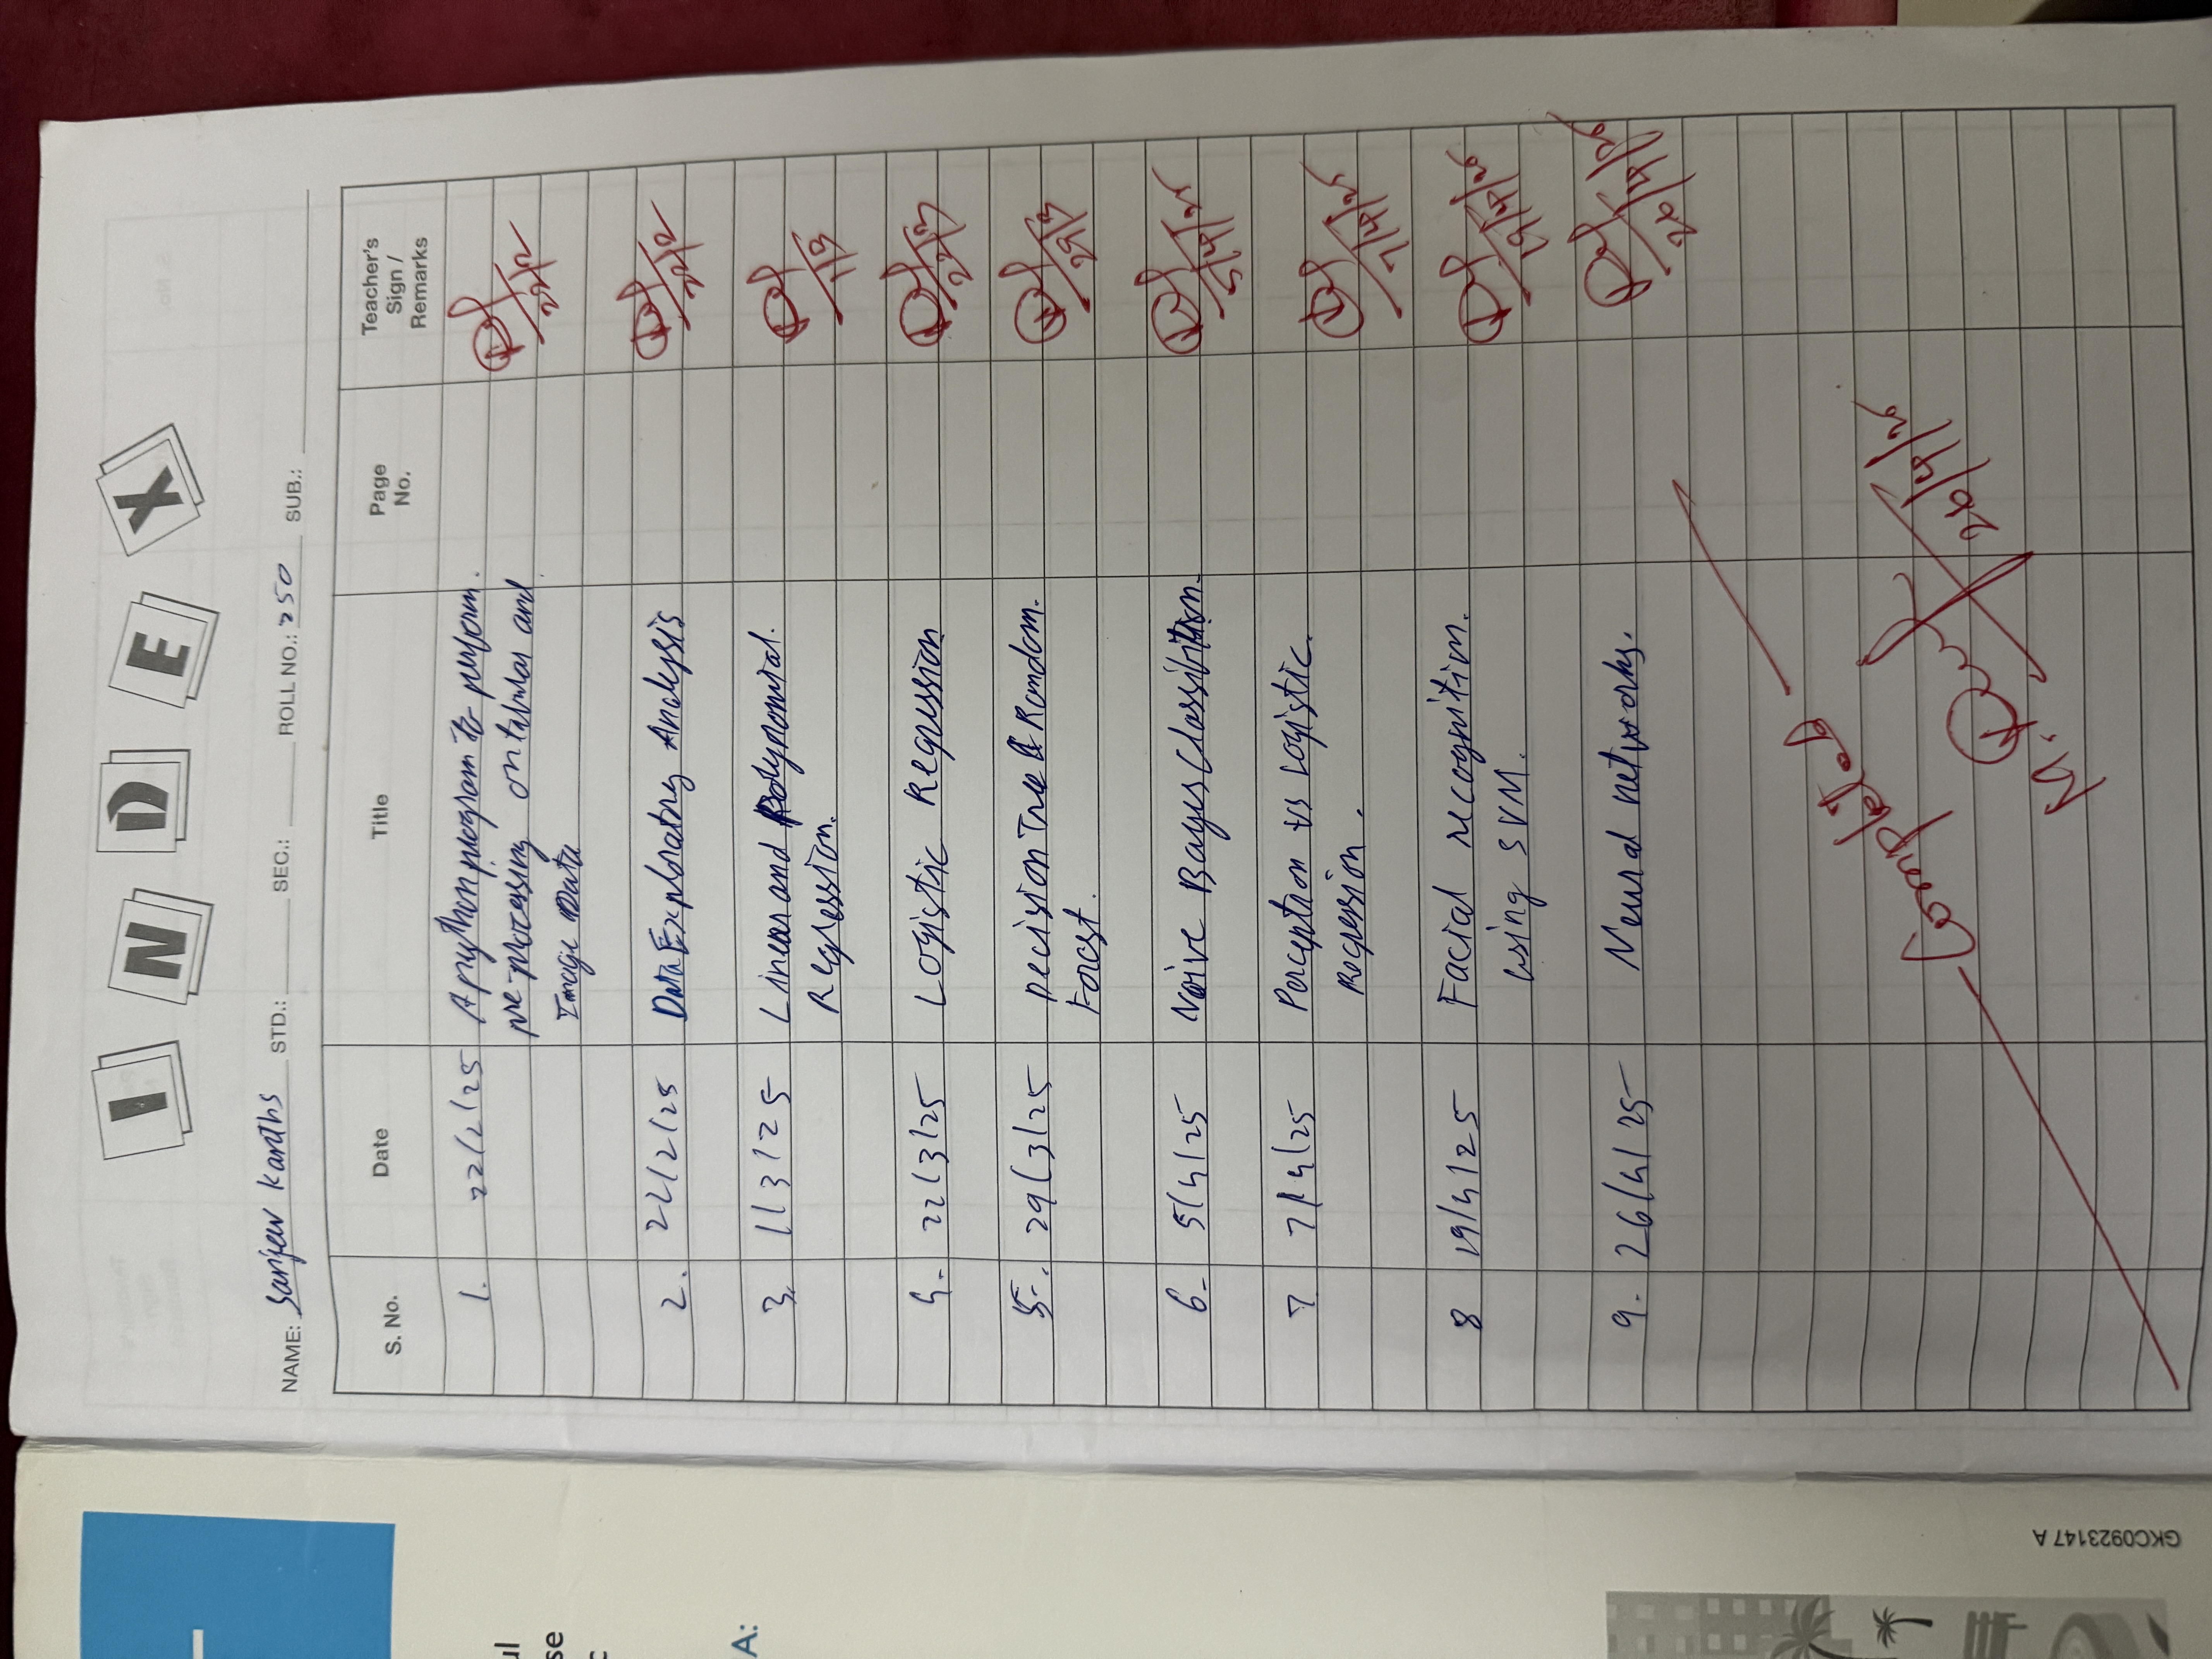 INDEX
NAME: Sanjeev Kanths STD.: SEC.: ROLL NO.: 250 SUB.:
S. No. Date Title Page No. Teacher's Sign / Remarks
1. 22/2/25 A python program to perform.
pre-processing on tabular and
Image Data
22/2
2. 22/2/25 Data Exploratory Analysis
22/2
3. 1/3/25 Linear and Polynomial.
Regression.
1/3
4. 22/3/25 Logistic Regression
22/3
5. 29/3/25 Decision Tree & Random.
Forest.
29/3
6. 5/4/25 Naive Bayes
5/4/25
7. 7/4/25 Perception vs Logistic.
Regression.
7/4/25
8 19/4/25 Facial recognition.
using SVM.
19/4/25
9. 26/4/25 Neural networks.
26/4/25
Completed
M.
26/4/25
ul
se
c
A:
GKC0923147 A